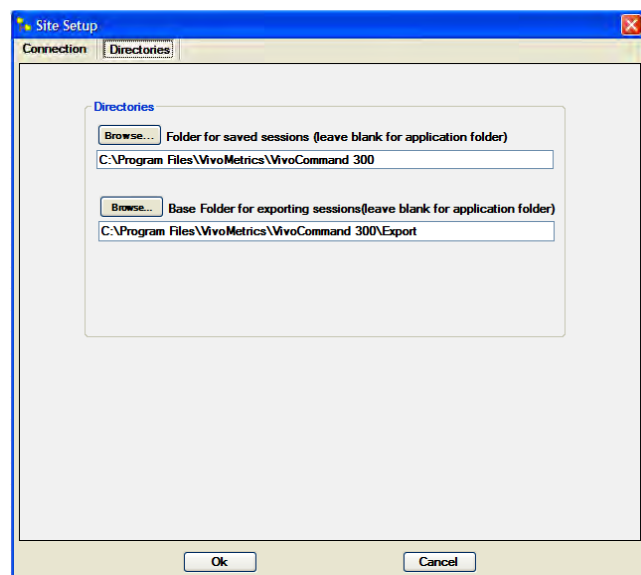 Site Setup
Connection
Directories
Directories
Browse... Folder for saved sessions (leave blank for application folder)
C:\Program Files\VivoMetrics\VivoCommand 300
Browse... Base Folder for exporting sessions(leave blank for application folder)
C:\Program Files\VivoMetrics\VivoCommand 300\Export
Ok
Cancel